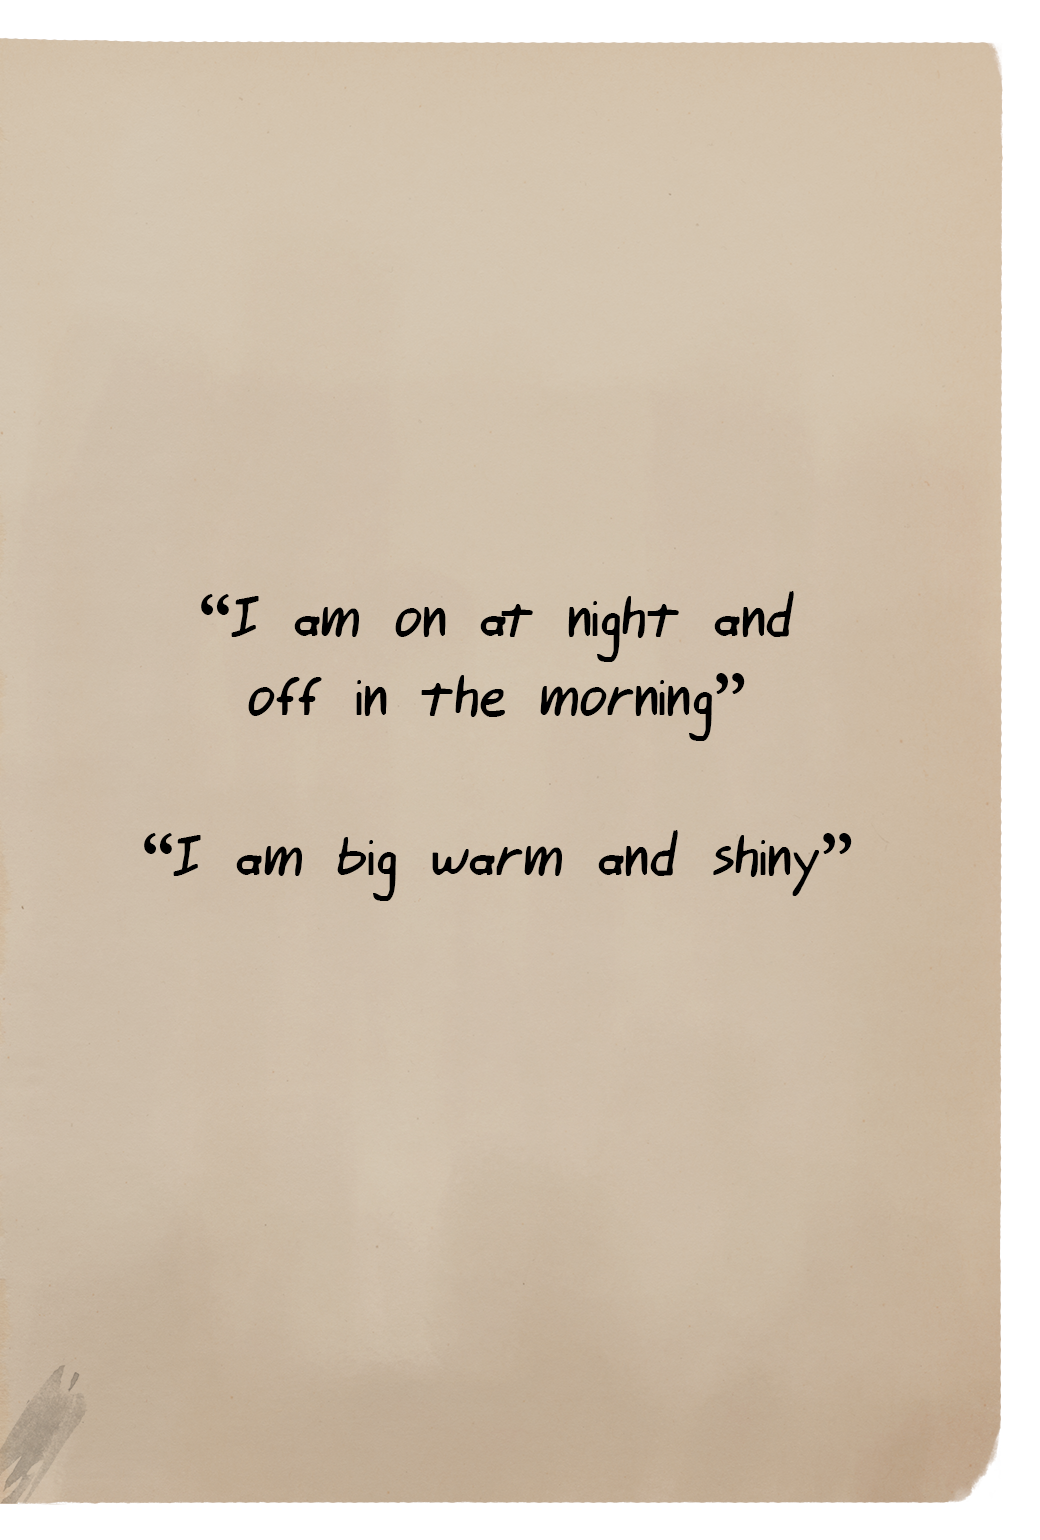 “I am on at night and
off in the morning”
“I am big warm and shiny”